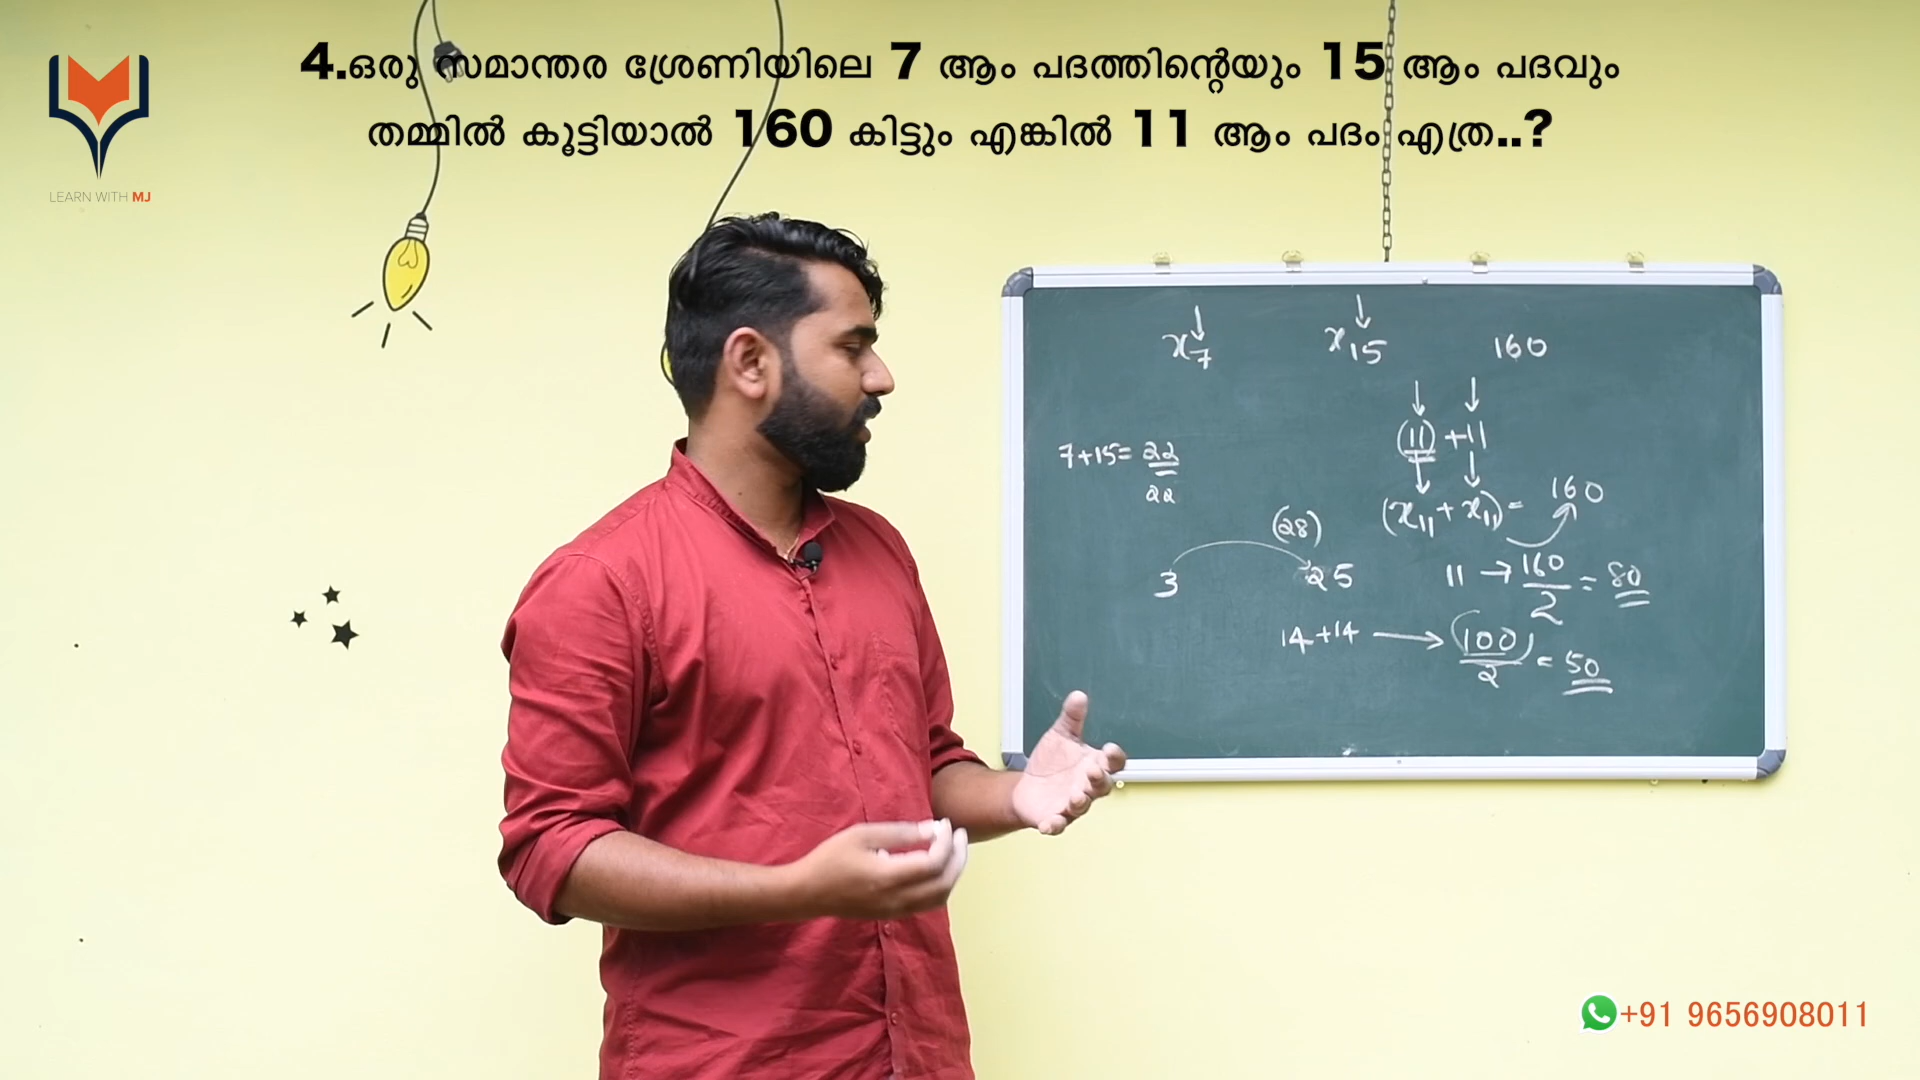 4.ഒരു സമാന്തര ശ്രേണിയിലെ 7 ആം പദത്തിന്റെയും 15 ആം പദവും
തമ്മിൽ കൂട്ടിയാൽ 160 കിട്ടും എങ്കിൽ 11 ആം പദം എത്ര..?
LEARN WITH MJ
x7 x15 160
(11) + 11
7+15= 22
22
(x11 + x11) = 160
(28)
3 25
11 → 160/2 = 80
14+14 → (100)/2 = 50
+91 9656908011